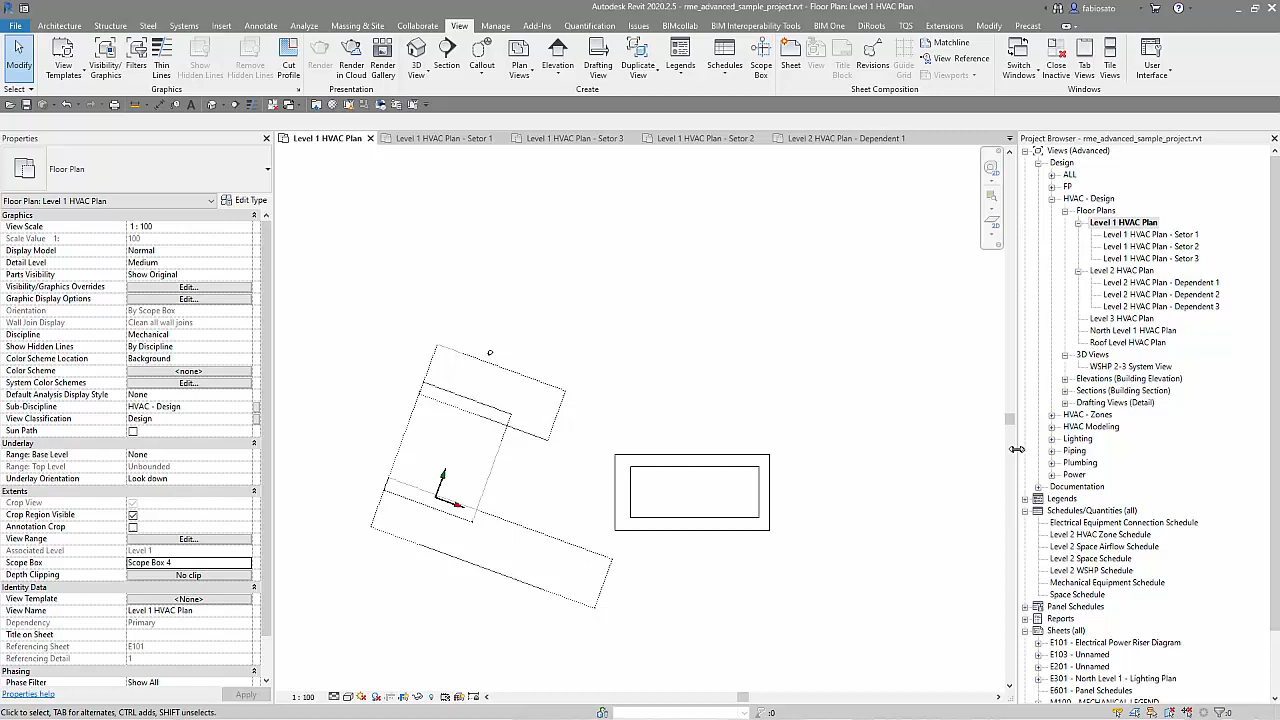 Autodesk Revit 2020.2.5 - rme_advanced_sample_project.rvt - Floor Plan: Level 1 HVAC Plan
fabiosato
File Architecture Structure Steel Systems Insert Annotate Analyze Massing & Site Collaborate View Manage Add-Ins Quantification Issues BIMcollab BIM Interoperability Tools BIM One DiRoots TQS Extensions Modify Precast
Modify View Templates Visibility/ Graphics Filters Thin Lines Show Hidden Lines Remove Hidden Lines Cut Profile Render Render in Cloud Render Gallery 3D View Section Callout Plan Views Elevation Drafting View Duplicate View Legends Schedules Scope Box Sheet View Title Block Revisions Guide Grid Matchline View Reference Viewports Switch Windows Close Inactive Tab Views Tile Views User Interface
Select Graphics Presentation Create Sheet Composition Windows
Properties
Level 1 HVAC Plan Level 1 HVAC Plan - Setor 1 Level 1 HVAC Plan - Setor 3 Level 1 HVAC Plan - Setor 2 Level 2 HVAC Plan - Dependent 1
Floor Plan
Floor Plan: Level 1 HVAC Plan Edit Type
Graphics
View Scale 1 : 100
Scale Value 1: 100
Display Model Normal
Detail Level Medium
Parts Visibility Show Original
Visibility/Graphics Overrides Edit...
Graphic Display Options Edit...
Orientation By Scope Box
Wall Join Display Clean all wall joins
Discipline Mechanical
Show Hidden Lines By Discipline
Color Scheme Location Background
Color Scheme <none>
System Color Schemes Edit...
Default Analysis Display Style None
Sub-Discipline HVAC - Design
View Classification Design
Sun Path
Underlay
Range: Base Level None
Range: Top Level Unbounded
Underlay Orientation Look down
Extents
Crop View
Crop Region Visible
Annotation Crop
View Range Edit...
Associated Level Level 1
Scope Box Scope Box 4
Depth Clipping No clip
Identity Data
View Template <None>
View Name Level 1 HVAC Plan
Dependency Primary
Title on Sheet
Referencing Sheet E101
Referencing Detail 1
Phasing
Phase Filter Show All
Properties help Apply
2D
2D
1 : 100
Project Browser - rme_advanced_sample_project.rvt
Views (Advanced)
Design
ALL
FP
HVAC - Design
Floor Plans
Level 1 HVAC Plan
Level 1 HVAC Plan - Setor 1
Level 1 HVAC Plan - Setor 2
Level 1 HVAC Plan - Setor 3
Level 2 HVAC Plan
Level 2 HVAC Plan - Dependent 1
Level 2 HVAC Plan - Dependent 2
Level 2 HVAC Plan - Dependent 3
Level 3 HVAC Plan
North Level 1 HVAC Plan
Roof Level HVAC Plan
3D Views
WSHP 2-3 System View
Elevations (Building Elevation)
Sections (Building Section)
Drafting Views (Detail)
HVAC - Zones
HVAC Modeling
Lighting
Piping
Plumbing
Power
Documentation
Legends
Schedules/Quantities (all)
Electrical Equipment Connection Schedule
Level 2 HVAC Zone Schedule
Level 2 Space Airflow Schedule
Level 2 Space Schedule
Level 2 WSHP Schedule
Mechanical Equipment Schedule
Space Schedule
Panel Schedules
Reports
Sheets (all)
E101 - Electrical Power Riser Diagram
E103 - Unnamed
E201 - Unnamed
E301 - North Level 1 - Lighting Plan
E601 - Panel Schedules
Click to select, TAB for alternates, CTRL adds, SHIFT unselects.
:0
:0